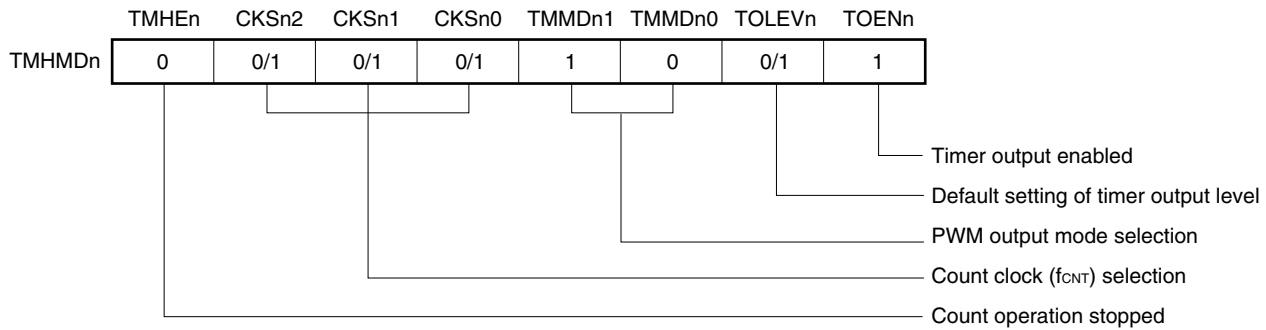 TMHEn CKSn2 CKSn1 CKSn0 TMMDn1 TMMDn0 TOLEVn TOENn
TMHMDn 0 0/1 0/1 0/1 1 0 0/1 1
Timer output enabled
Default setting of timer output level
PWM output mode selection
Count clock (fCNT) selection
Count operation stopped